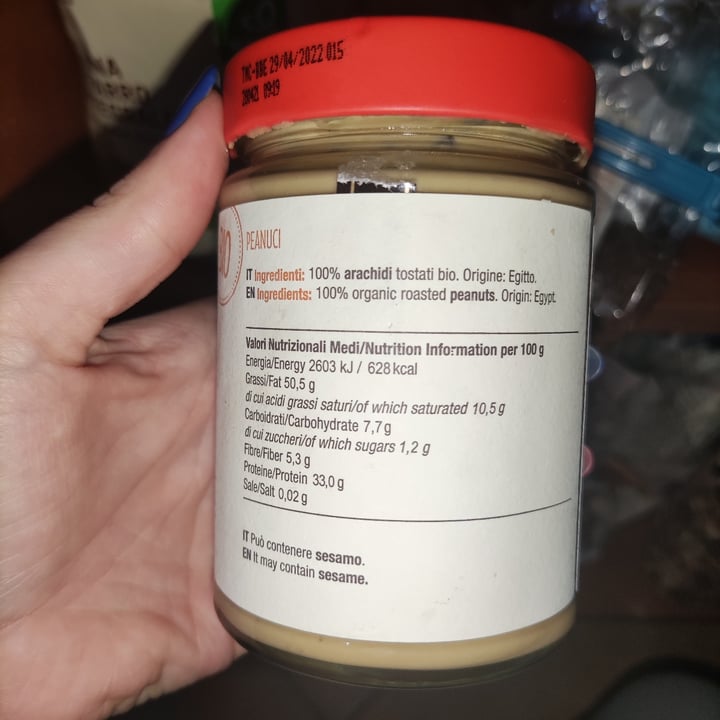 TMC-BBE 29/04/2022 015
280421 0949
BIO
PEANUCI
IT Ingredienti: 100% arachidi tostati bio. Origine: Egitto.
EN Ingredients: 100% organic roasted peanuts. Origin: Egypt.
Valori Nutrizionali Medi/Nutrition Information per 100 g
Energia/Energy 2603 kJ / 628 kcal
Grassi/Fat 50,5 g
di cui acidi grassi saturi/of which saturated 10,5 g
Carboidrati/Carbohydrate 7,7 g
di cui zuccheri/of which sugars 1,2 g
Fibre/Fiber 5,3 g
Proteine/Protein 33,0 g
Sale/Salt 0,02 g
IT Può contenere sesamo.
EN It may contain sesame.